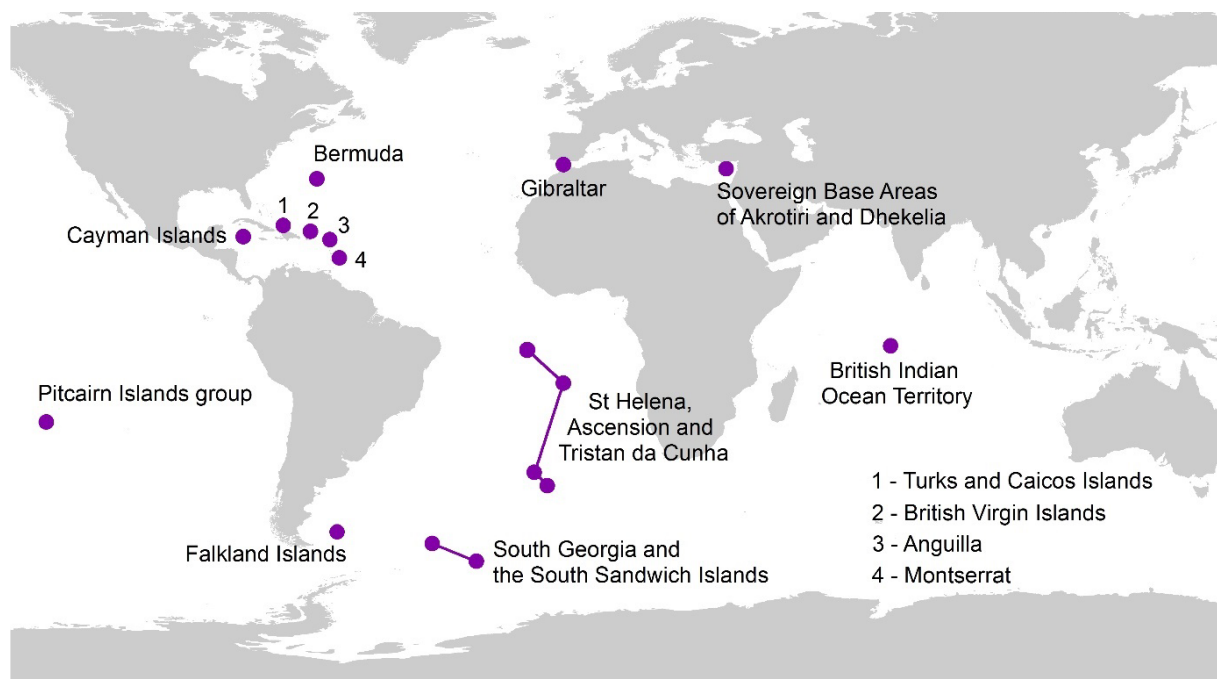 Bermuda
1
2
3
4
Cayman Islands
Gibraltar
Sovereign Base Areas
of Akrotiri and Dhekelia
Pitcairn Islands group
St Helena,
Ascension and
Tristan da Cunha
British Indian
Ocean Territory
Falkland Islands
South Georgia and
the South Sandwich Islands
1 - Turks and Caicos Islands
2 - British Virgin Islands
3 - Anguilla
4 - Montserrat